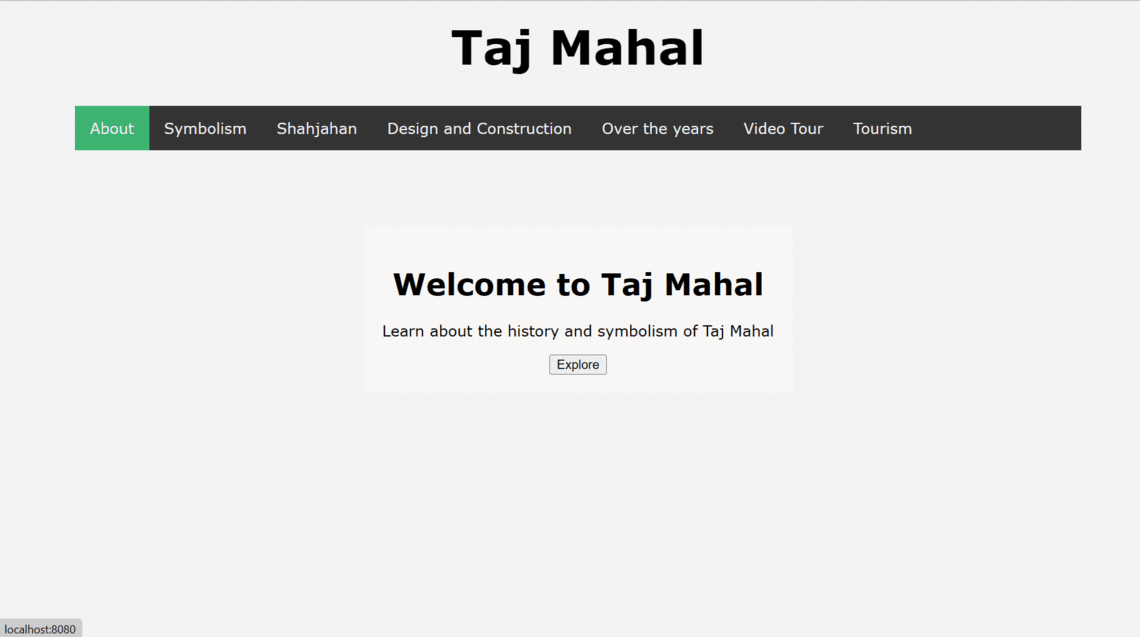 Taj Mahal
About Symbolism Shahjahan Design and Construction Over the years Video Tour Tourism
Welcome to Taj Mahal
Learn about the history and symbolism of Taj Mahal
Explore
localhost:8080